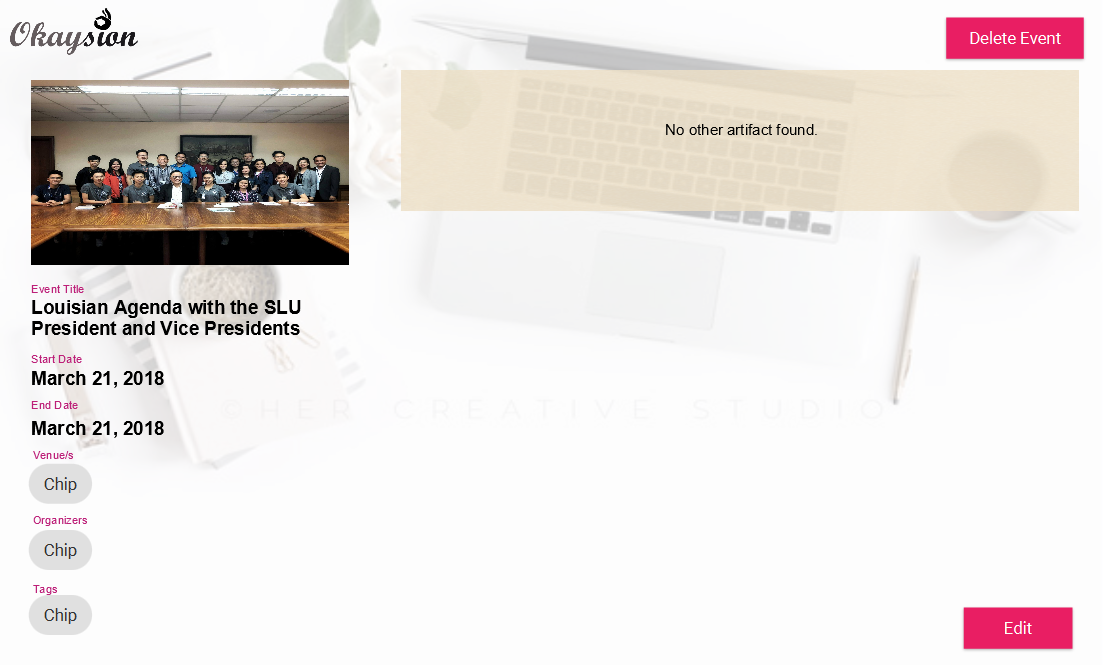 Okaysion
Delete Event
No other artifact found.
Event Title
Louisian Agenda with the SLU
President and Vice Presidents
Start Date
March 21, 2018
End Date
March 21, 2018
©HER CREATIVE STUDIO
Venue/s
Chip
Organizers
Chip
Tags
Chip
Edit